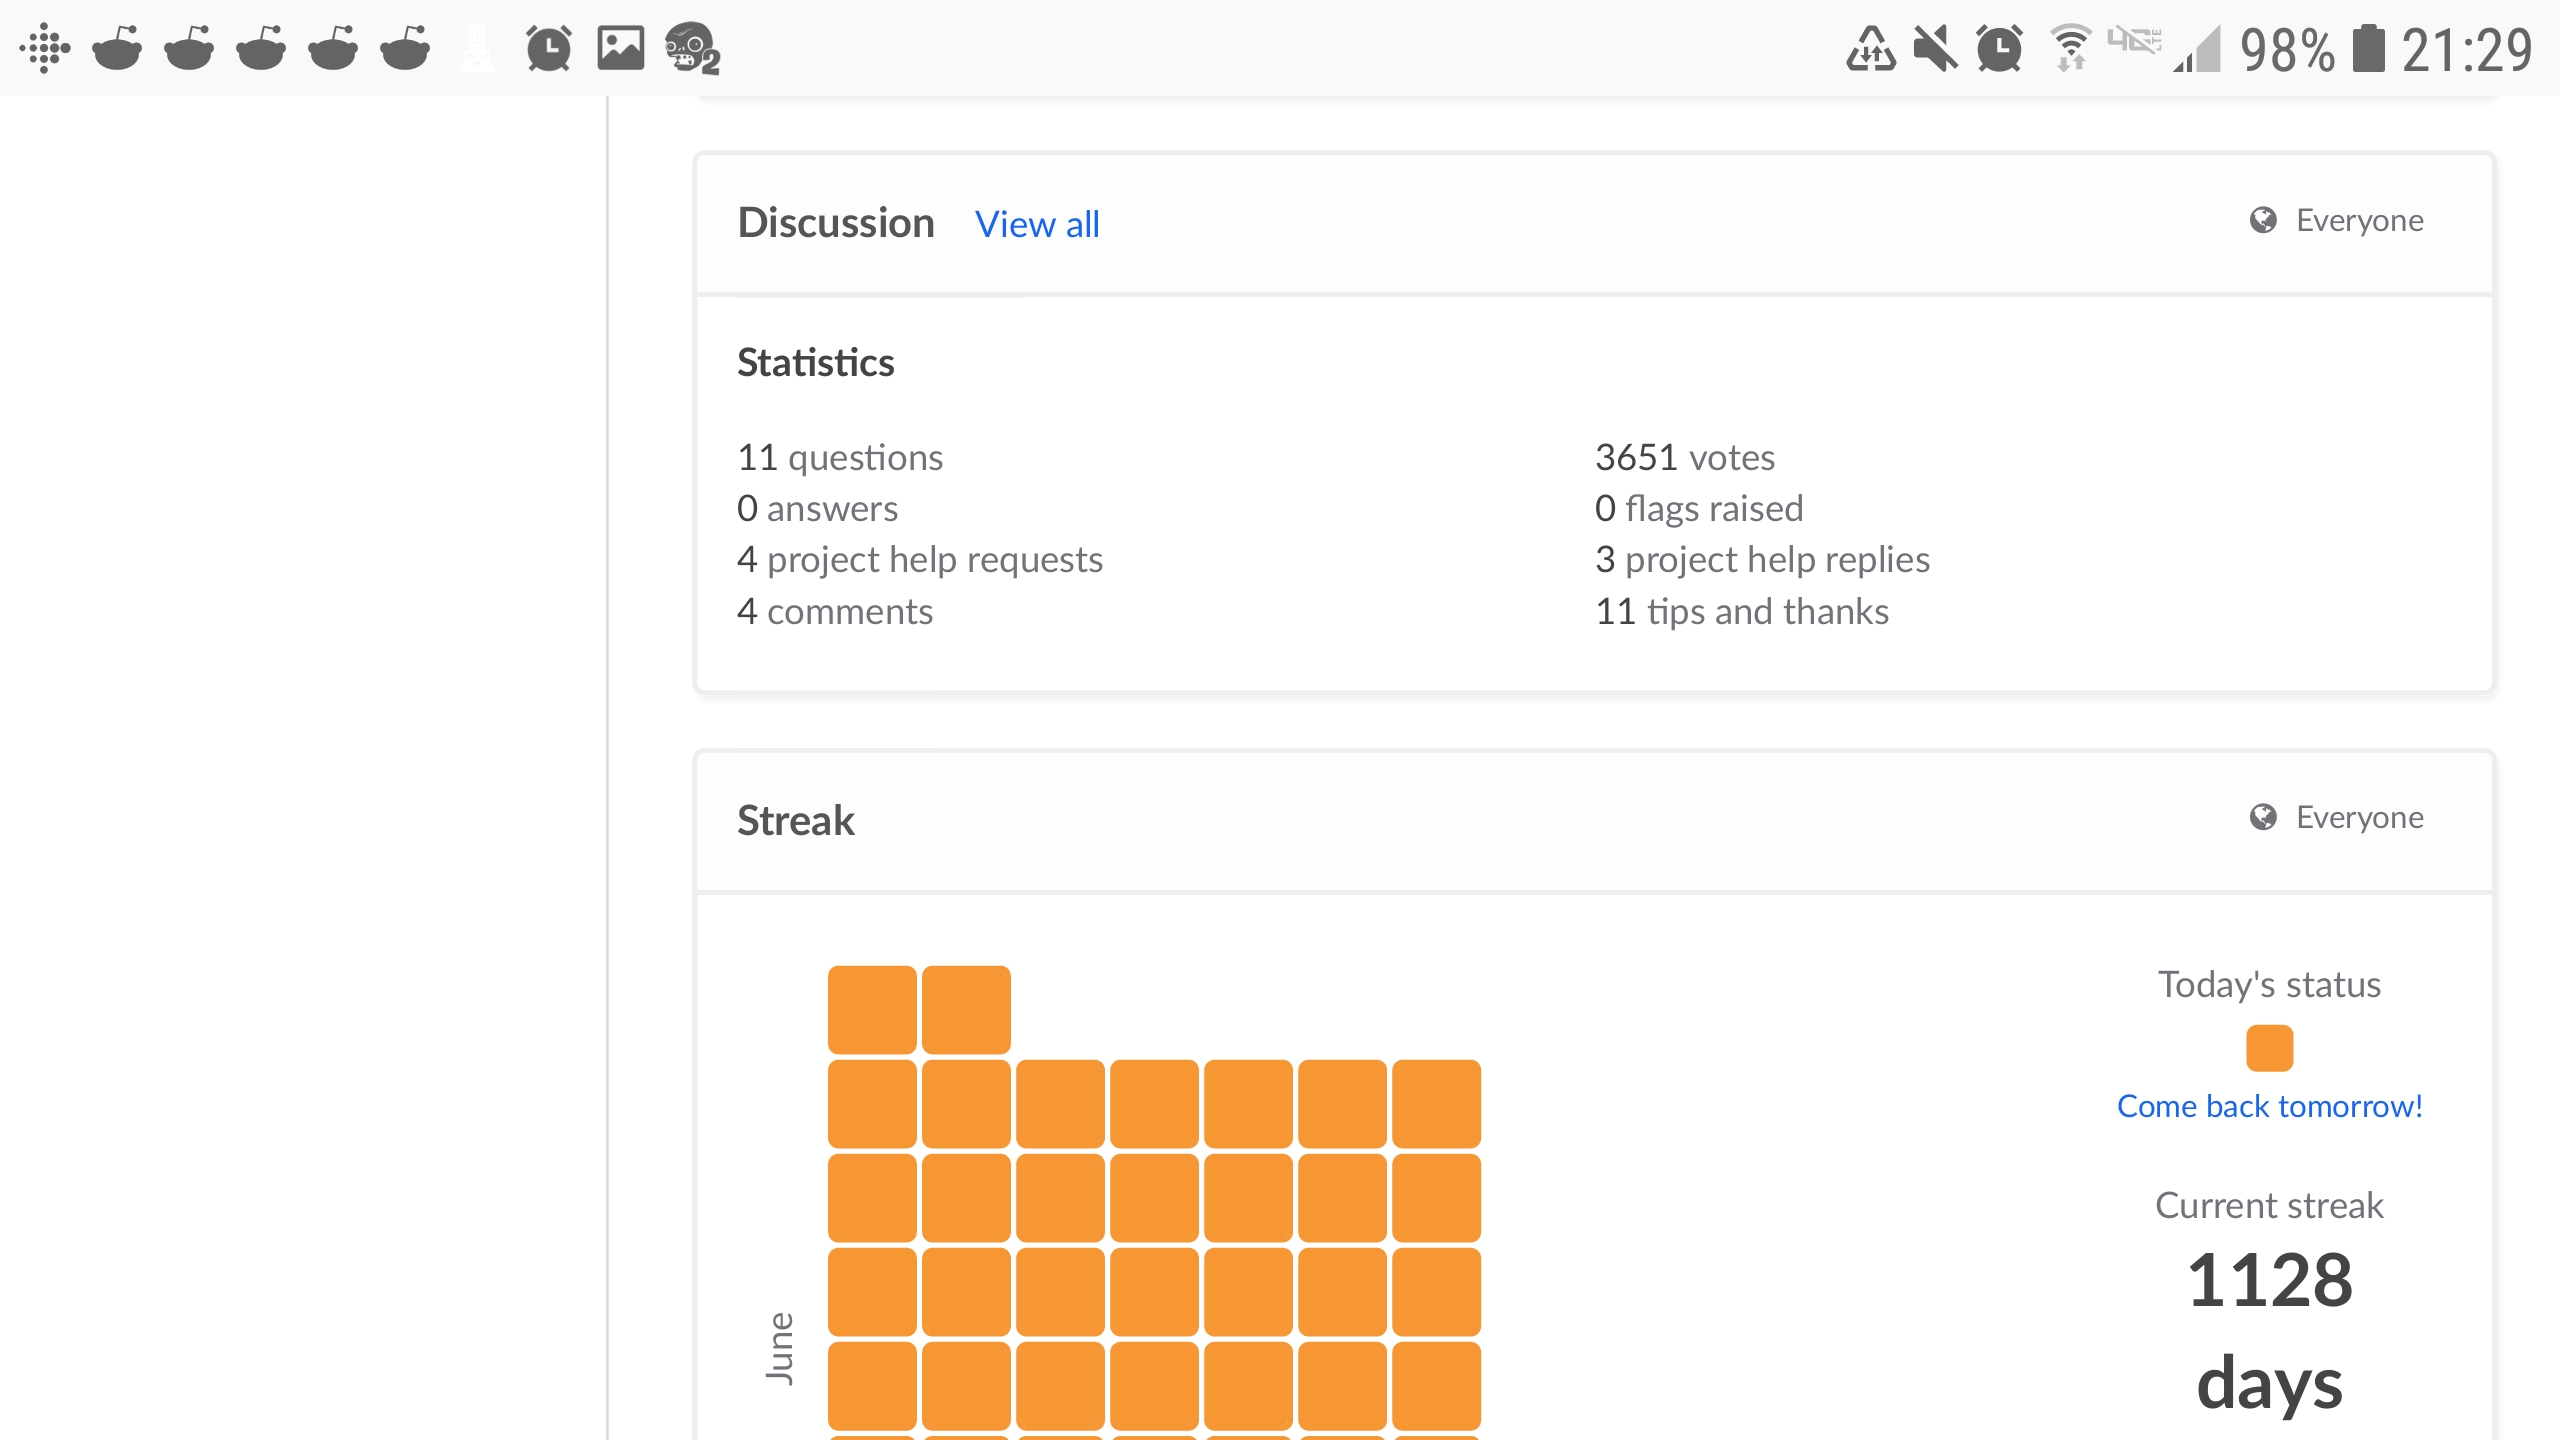 98% 21:29
Discussion View all Everyone
Statistics
11 questions
0 answers
4 project help requests
4 comments
3651 votes
0 flags raised
3 project help replies
11 tips and thanks
Streak Everyone
June
Today's status
Come back tomorrow!
Current streak
1128
days